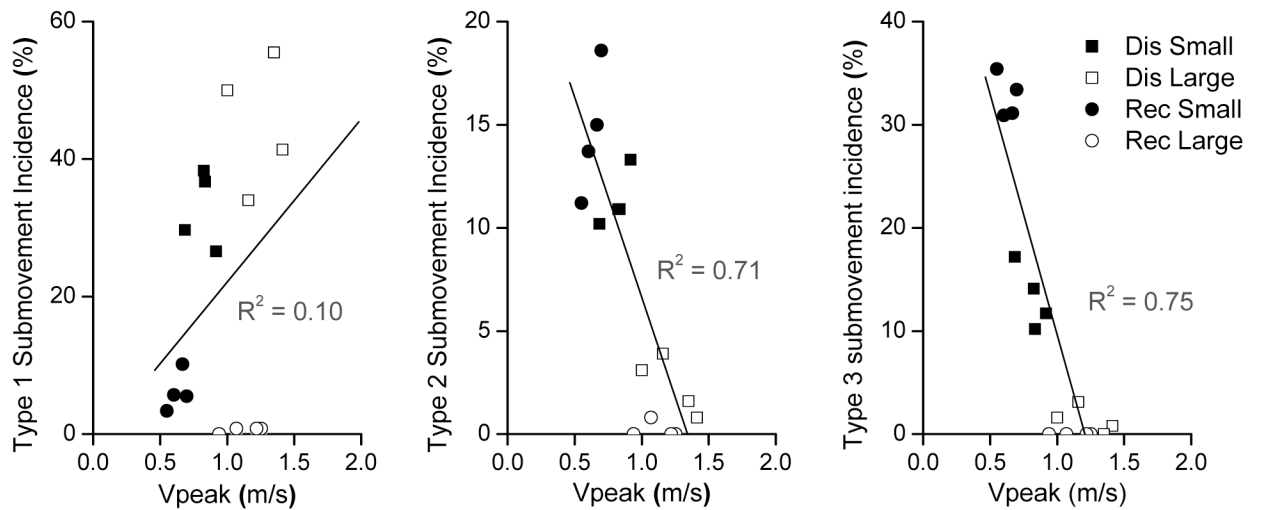 Type 1 Submovement Incidence (%)
60
40
20
0
0.0 0.5 1.0 1.5 2.0
Vpeak (m/s)
R² = 0.10
Type 2 Submovement Incidence (%)
20
15
10
5
0
0.0 0.5 1.0 1.5 2.0
Vpeak (m/s)
R² = 0.71
Type 3 submovement incidence (%)
40
30
20
10
0
0.0 0.5 1.0 1.5 2.0
Vpeak (m/s)
R² = 0.75
Dis Small
Dis Large
Rec Small
Rec Large